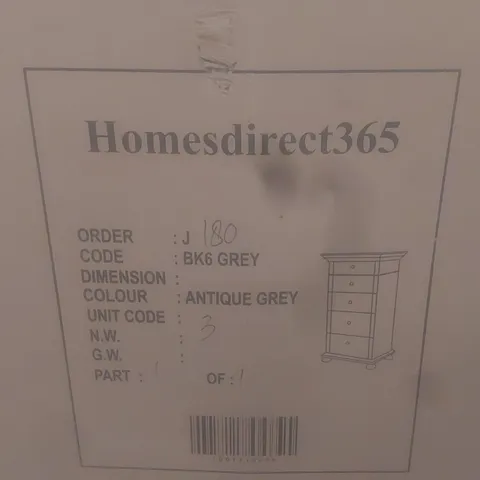 Homesdirect365
ORDER : J 180
CODE : BK6 GREY
DIMENSION :
COLOUR : ANTIQUE GREY
UNIT CODE : 3
N.W. :
G.W. :
PART : 1 OF : 1